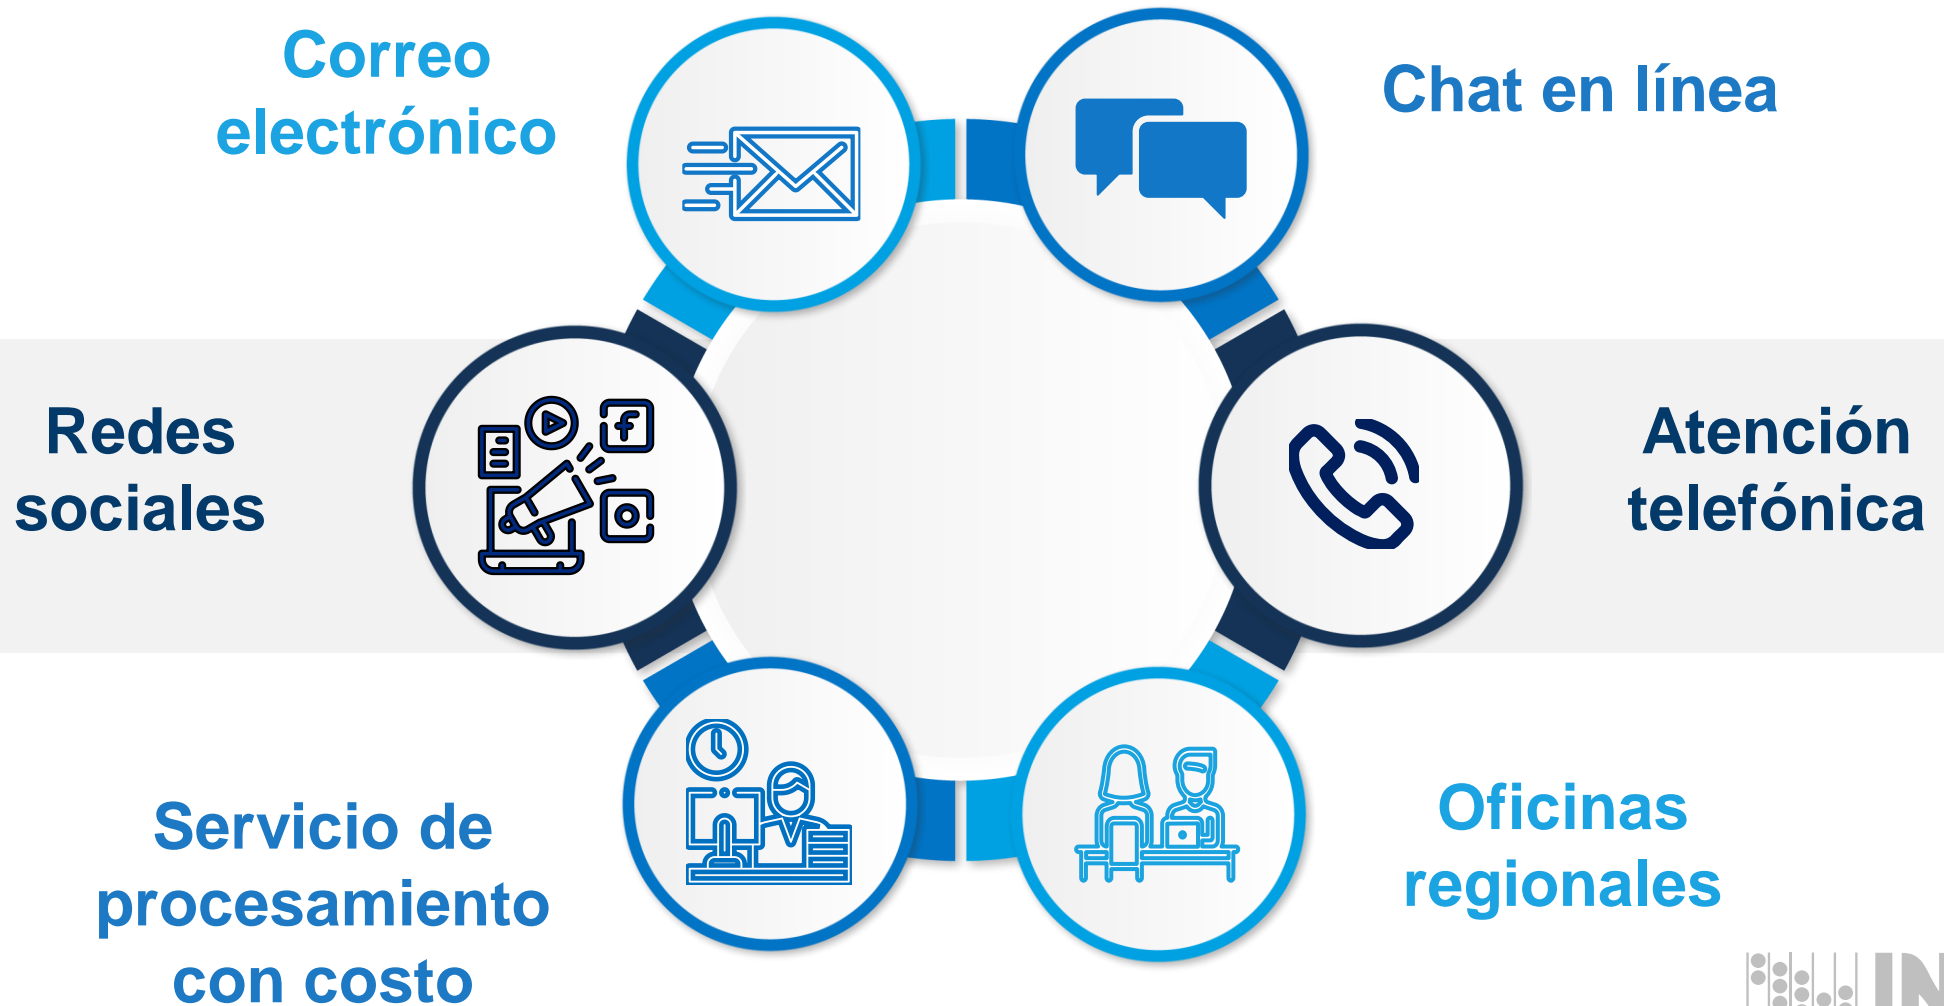 Correo
electrónico
Chat en línea
Redes
sociales
Atención
telefónica
Servicio de
procesamiento
con costo
Oficinas
regionales